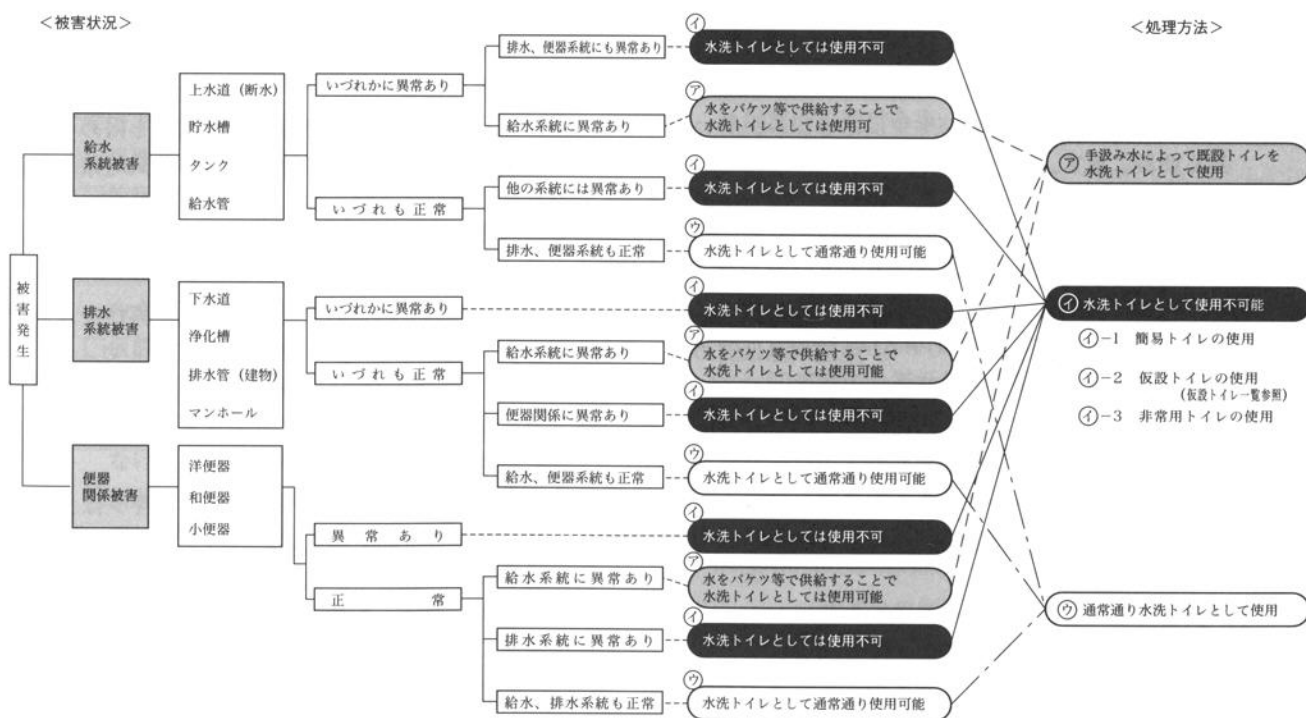 <被害状況>
<処理方法>
被害発生
給水
系統被害
上水道(断水)
貯水槽
タンク
給水管
いづれかに異常あり
排水、便器系統にも異常あり
イ
水洗トイレとしては使用不可
給水系統に異常あり
ア
水をバケツ等で供給することで
水洗トイレとしては使用可
いづれも正常
他の系統には異常あり
イ
水洗トイレとしては使用不可
排水、便器系統も正常
ウ
水洗トイレとして通常通り使用可能
排水
系統被害
下水道
浄化槽
排水管(建物)
マンホール
いづれかに異常あり
イ
水洗トイレとしては使用不可
いづれも正常
給水系統に異常あり
ア
水をバケツ等で供給することで
水洗トイレとしては使用可能
便器関係に異常あり
イ
水洗トイレとしては使用不可
給水、便器系統も正常
ウ
水洗トイレとして通常通り使用可能
便器
関係被害
洋便器
和便器
小便器
異常あり
イ
水洗トイレとしては使用不可
正常
給水系統に異常あり
ア
水をバケツ等で供給することで
水洗トイレとしては使用可能
排水系統に異常あり
イ
水洗トイレとしては使用不可
給水、排水系統も正常
ウ
水洗トイレとして通常通り使用可能
ア 手汲み水によって既設トイレを
水洗トイレとして使用
イ 水洗トイレとして使用不可能
イ-1 簡易トイレの使用
イ-2 仮設トイレの使用
(仮設トイレ一覧参照)
イ-3 非常用トイレの使用
ウ 通常通り水洗トイレとして使用